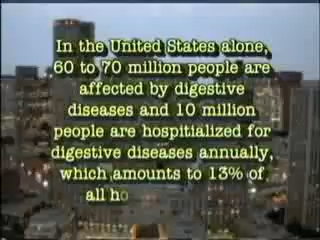 In the United States alone,
60 to 70 million people are
affected by digestive
diseases and 10 million
people are hospitialized for
digestive diseases annually,
which amounts to 13% of
all ho